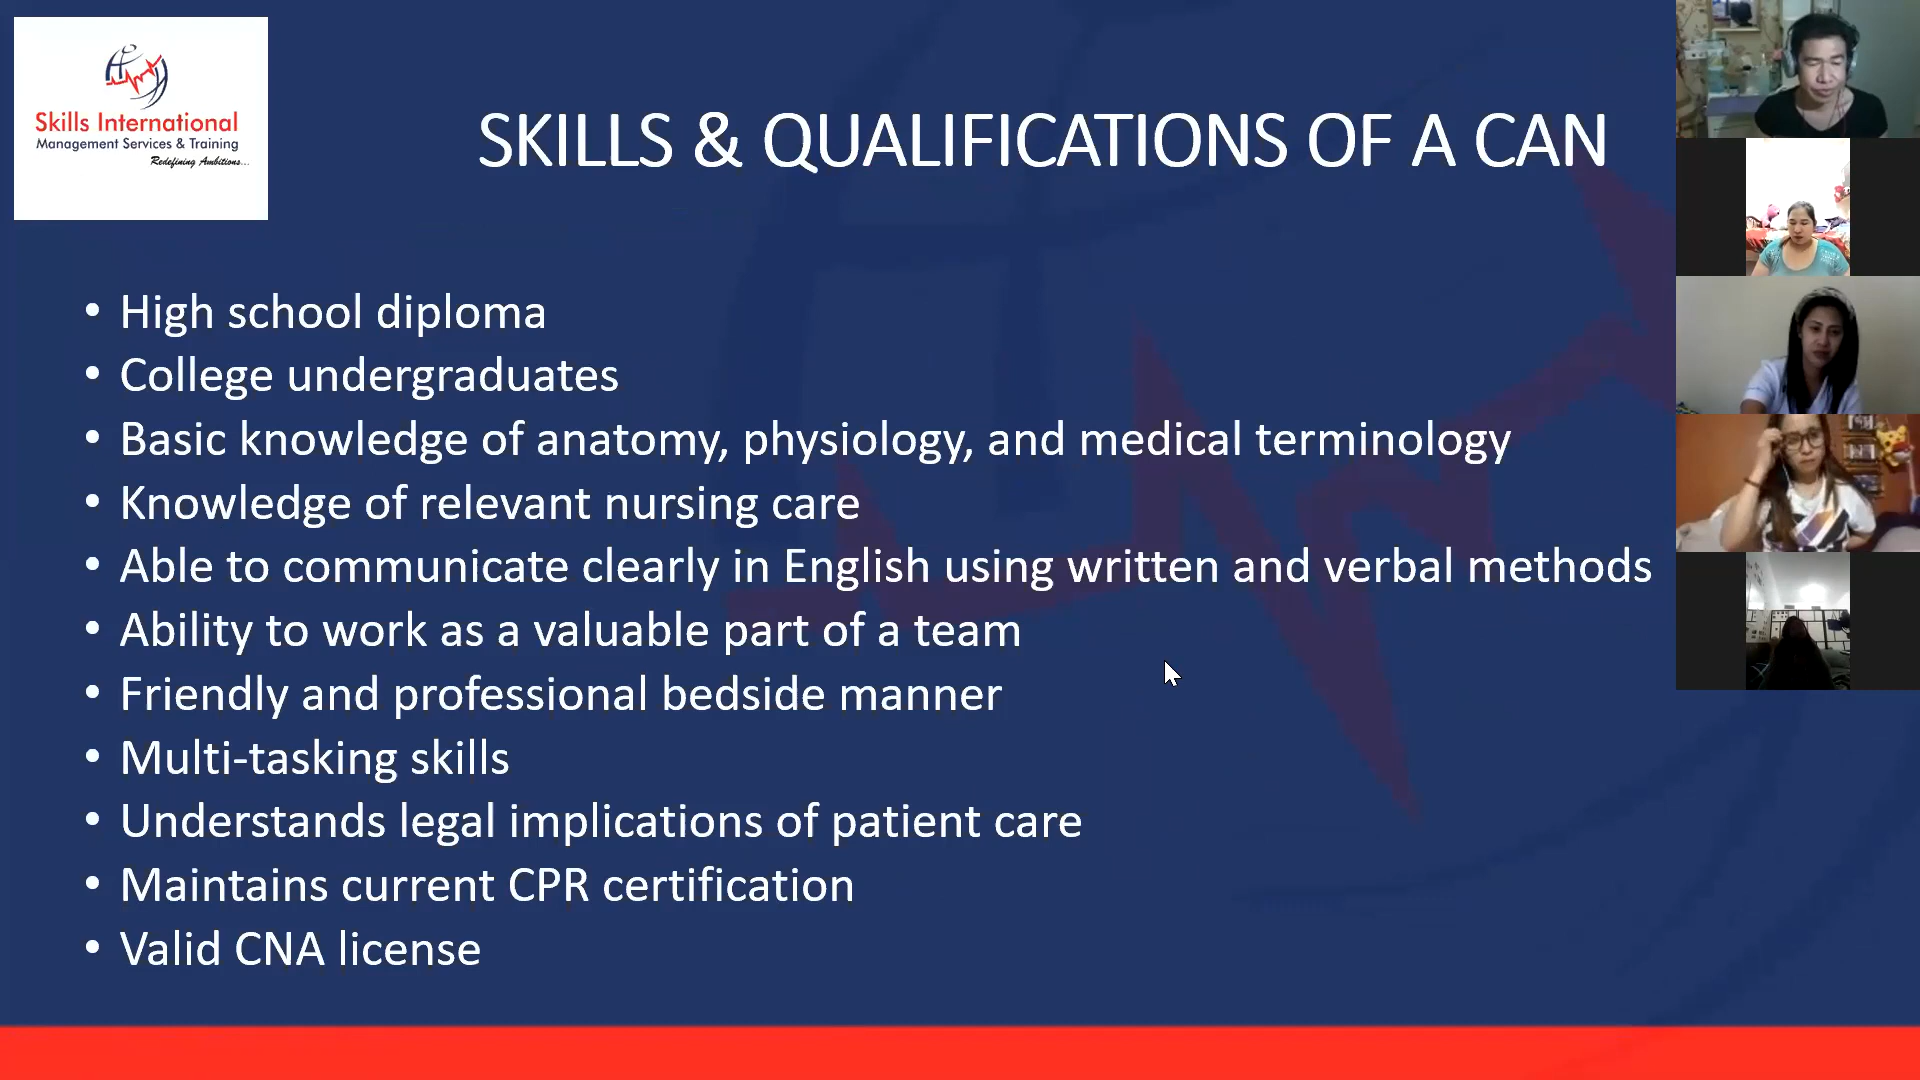 Skills International
Management Services & Training
Redefining Ambitions...
SKILLS & QUALIFICATIONS OF A CAN
• High school diploma
• College undergraduates
• Basic knowledge of anatomy, physiology, and medical terminology
• Knowledge of relevant nursing care
• Able to communicate clearly in English using written and verbal methods
• Ability to work as a valuable part of a team
• Friendly and professional bedside manner
• Multi-tasking skills
• Understands legal implications of patient care
• Maintains current CPR certification
• Valid CNA license